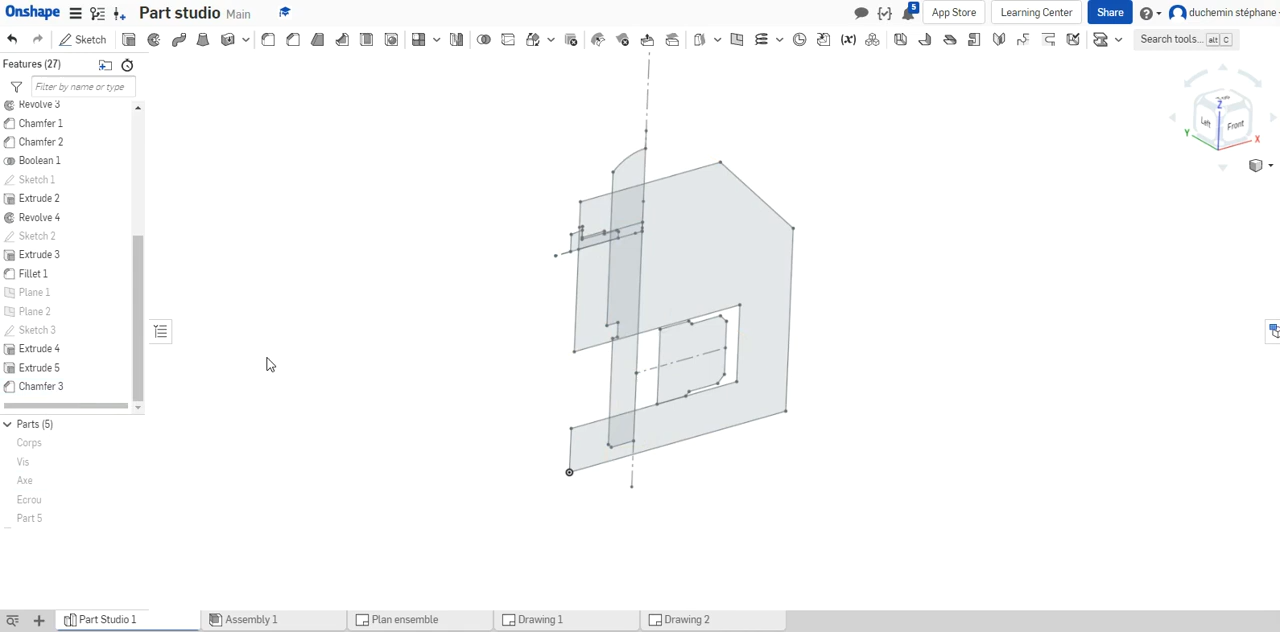 Onshape Part studio Main 5 App Store Learning Center Share duchemin stéphane
Sketch (x) Search tools... alt C
Features (27)
Filter by name or type
Revolve 3
Chamfer 1
Chamfer 2
Boolean 1
Sketch 1
Extrude 2
Revolve 4
Sketch 2
Extrude 3
Fillet 1
Plane 1
Plane 2
Sketch 3
Extrude 4
Extrude 5
Chamfer 3
Parts (5)
Corps
Vis
Axe
Ecrou
Part 5
Z
Left Front
Y X
Part Studio 1 Assembly 1 Plan ensemble Drawing 1 Drawing 2